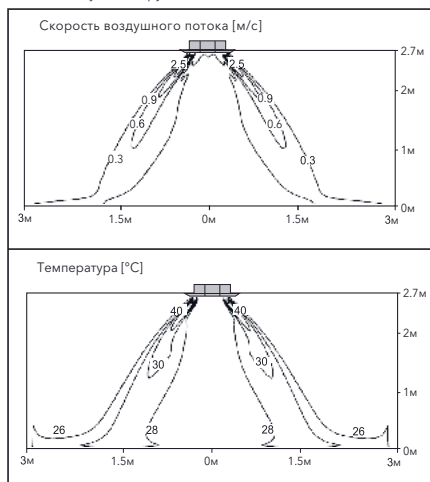 Скорость воздушного потока [м/с]
2.7м
2.5 2.5
2м
0.9 0.9
0.6 0.6
0.3 0.3
1м
0м
3м 1.5м 0м 1.5м 3м
Температура [°C]
2.7м
40 40
2м
30 30
1м
26 28 28 26
0м
3м 1.5м 0м 1.5м 3м